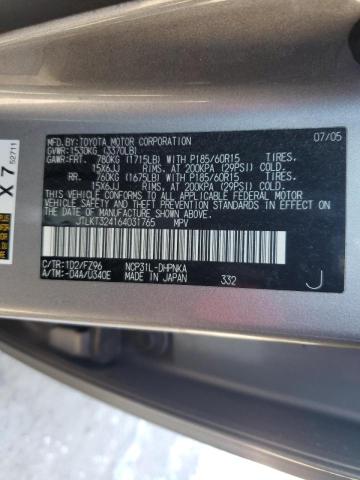 MFD. BY: TOYOTA MOTOR CORPORATION 07/05
GVWR: 1530KG (3370LB)
GAWR: FRT. 780KG (1715LB) WITH P185/60R15 TIRES,
15X6JJ RIMS, AT 200KPA (29PSI) COLD
RR. 760KG (1675LB) WITH P185/60R15 TIRES,
15X6JJ RIMS, AT 200KPA (29PSI) COLD
THIS VEHICLE CONFORMS TO ALL APPLICABLE FEDERAL MOTOR
VEHICLE SAFETY, BUMPER, AND THEFT PREVENTION STANDARDS
IN EFFECT ON THE DATE OF MANUFACTURE SHOWN ABOVE.
JTLKT324164031765 MPV
C/TR: 1D2/FZ96 NCP31L-DHPNKA
A/TM: -04A/U340E MADE IN JAPAN 332 J
X 7
52711